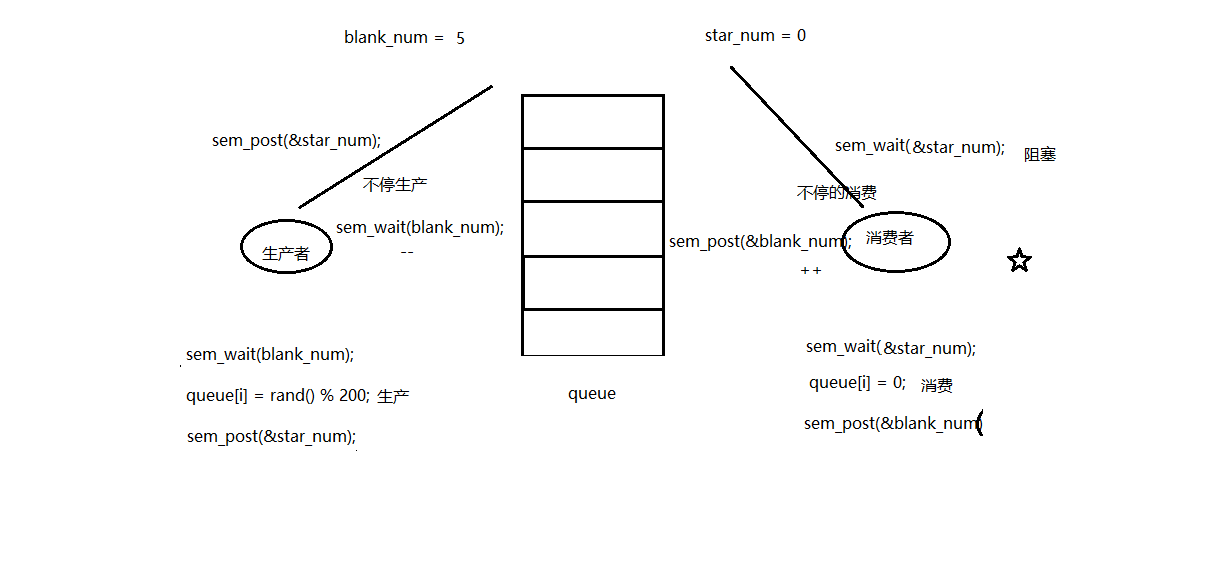 blank_num = 5
star_num = 0
sem_post(&star_num);
不停生产
sem_wait(blank_num);
--
生产者
sem_wait(&star_num);
阻塞
不停的消费
sem_post(&blank_num);
++
消费者
sem_wait(blank_num);
queue[i] = rand() % 200; 生产
sem_post(&star_num);
queue
sem_wait(&star_num);
queue[i] = 0; 消费
sem_post(&blank_num)